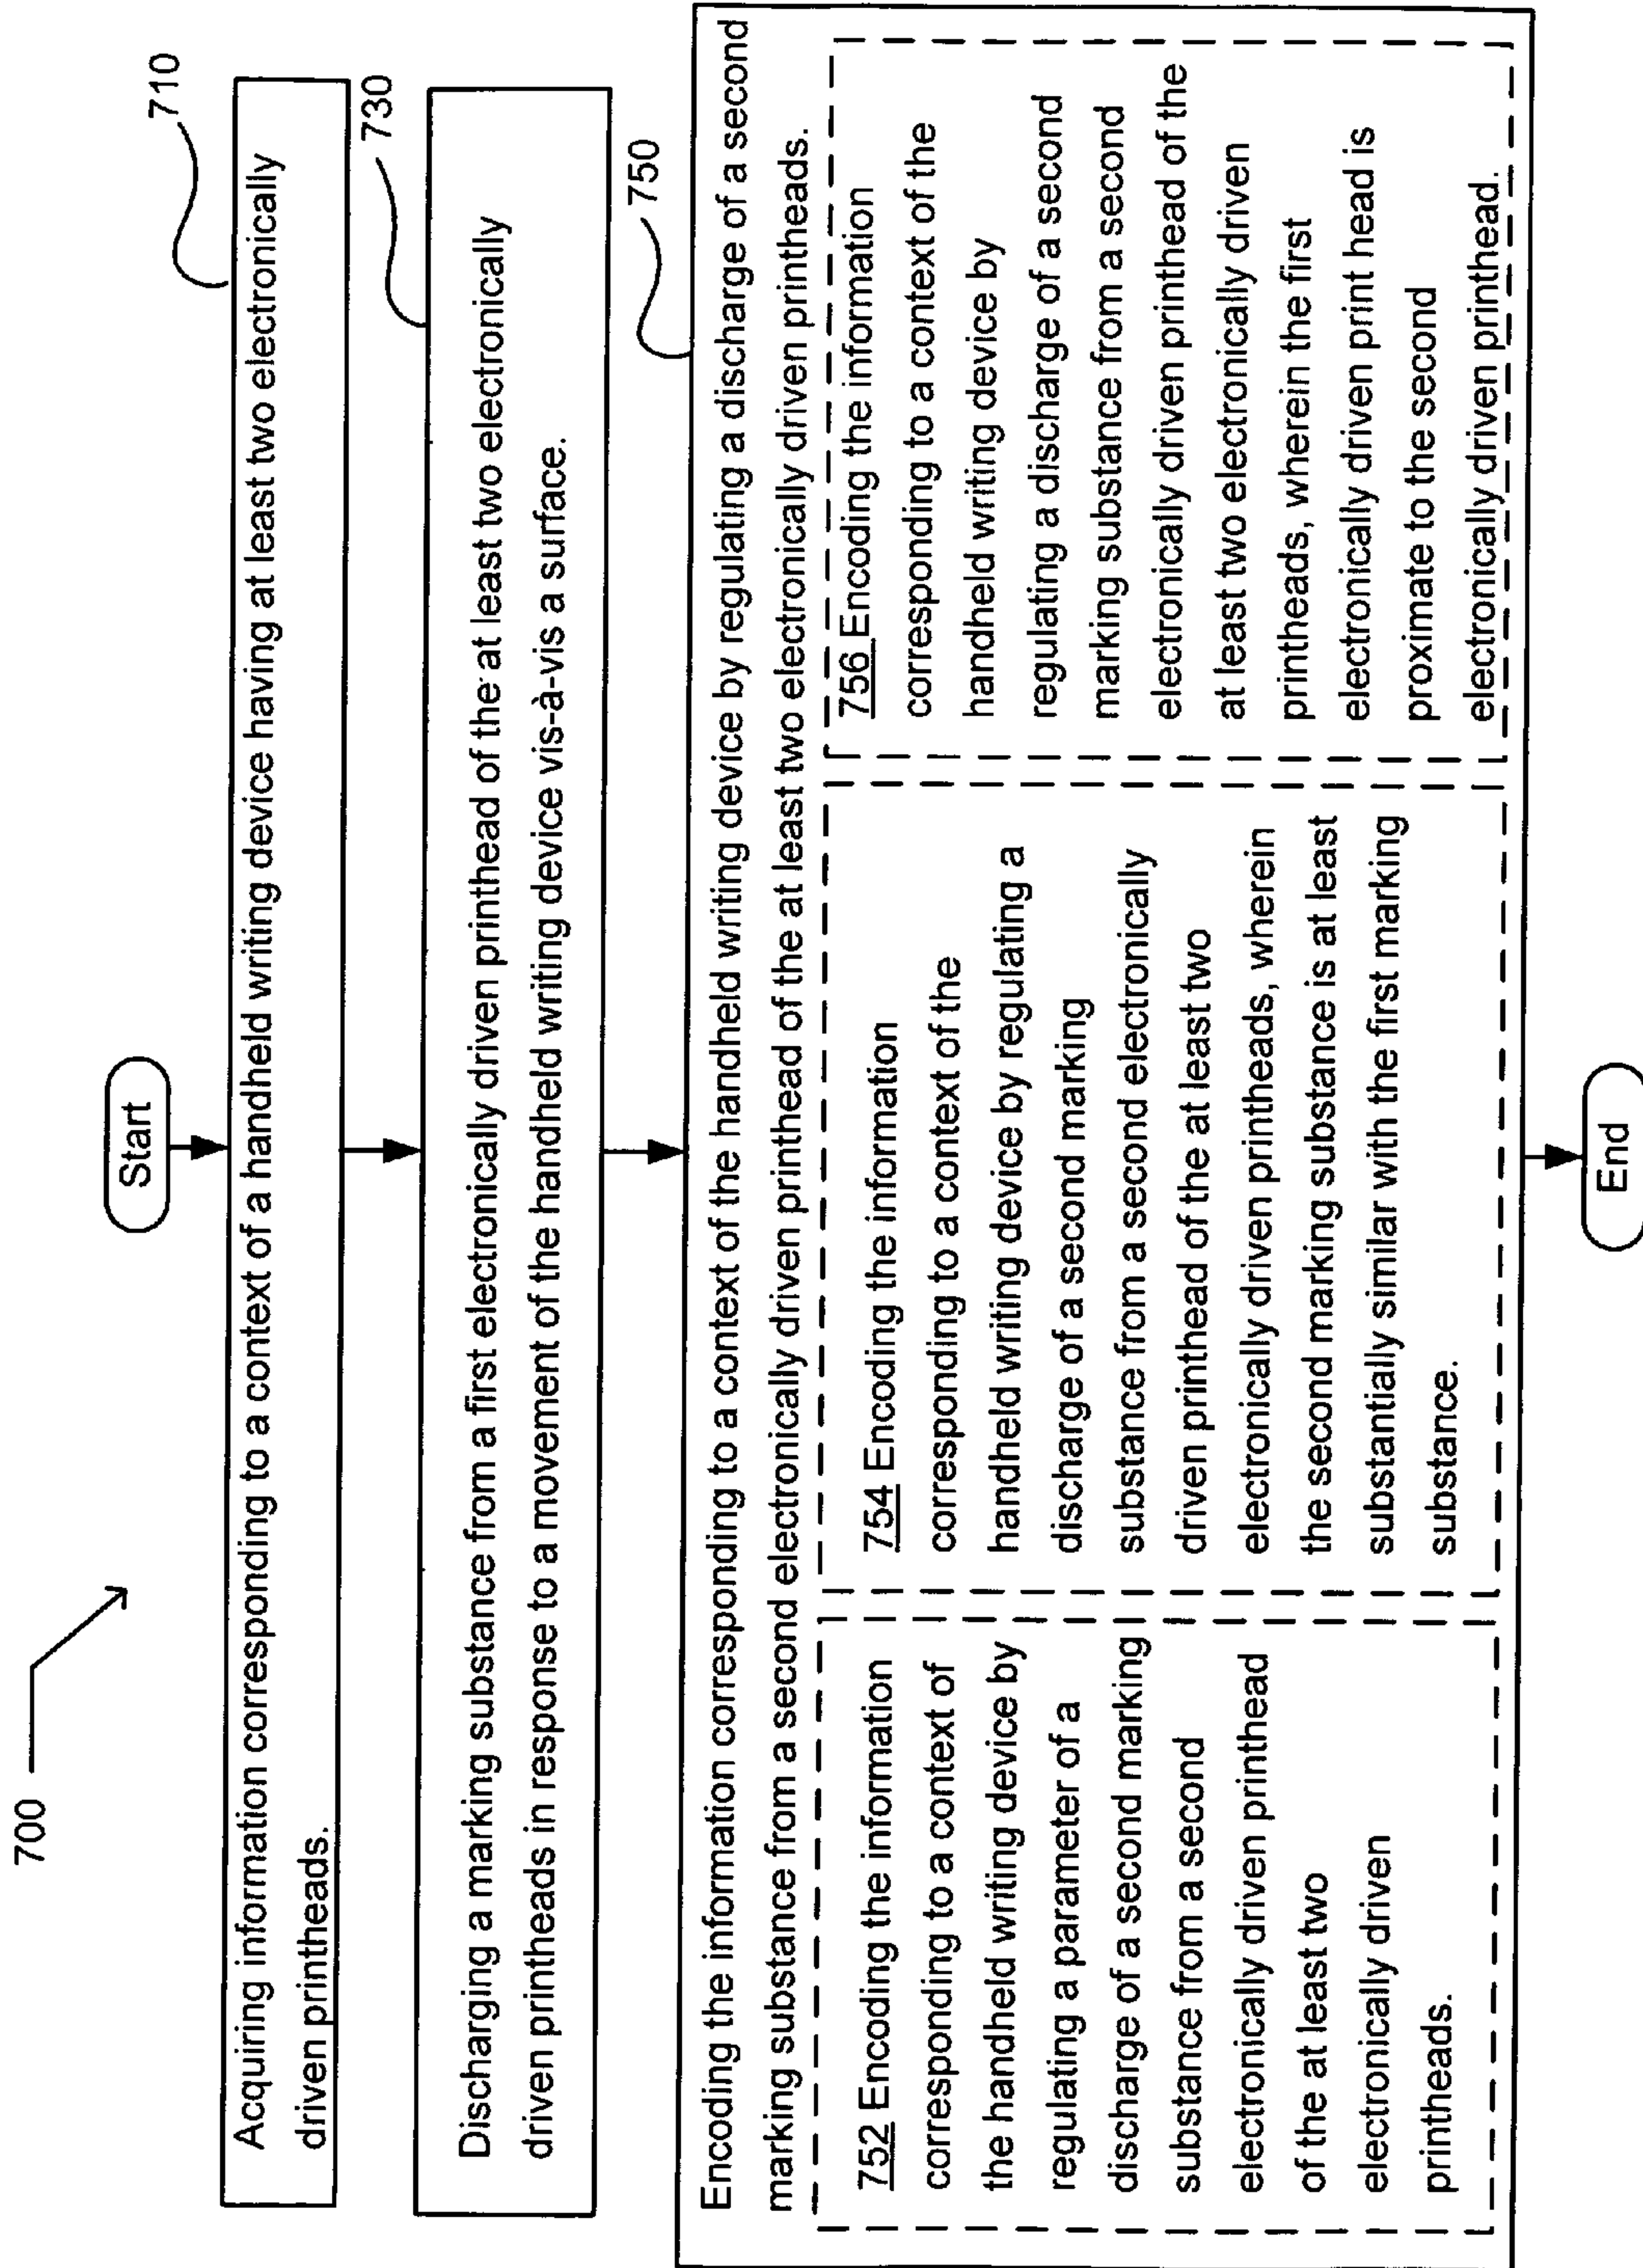 700
Start
710
Acquiring information corresponding to a context of a handheld writing device having at least two electronically
driven printheads.
730
Discharging a marking substance from a first electronically driven printhead of the at least two electronically
driven printheads in response to a movement of the handheld writing device vis-à-vis a surface.
750
Encoding the information corresponding to a context of the handheld writing device by regulating a discharge of a second
marking substance from a second electronically driven printhead of the at least two electronically driven printheads.
752 Encoding the information
corresponding to a context of
the handheld writing device by
regulating a parameter of a
discharge of a second marking
substance from a second
electronically driven printhead
of the at least two
electronically driven
printheads.
754 Encoding the information
corresponding to a context of the
handheld writing device by regulating a
discharge of a second marking
substance from a second electronically
driven printhead of the at least two
electronically driven printheads, wherein
the second marking substance is at least
substantially similar with the first marking
substance.
756 Encoding the information
corresponding to a context of the
handheld writing device by
regulating a discharge of a second
marking substance from a second
electronically driven printhead of the
at least two electronically driven
printheads, wherein the first
electronically driven print head is
proximate to the second
electronically driven printhead.
End